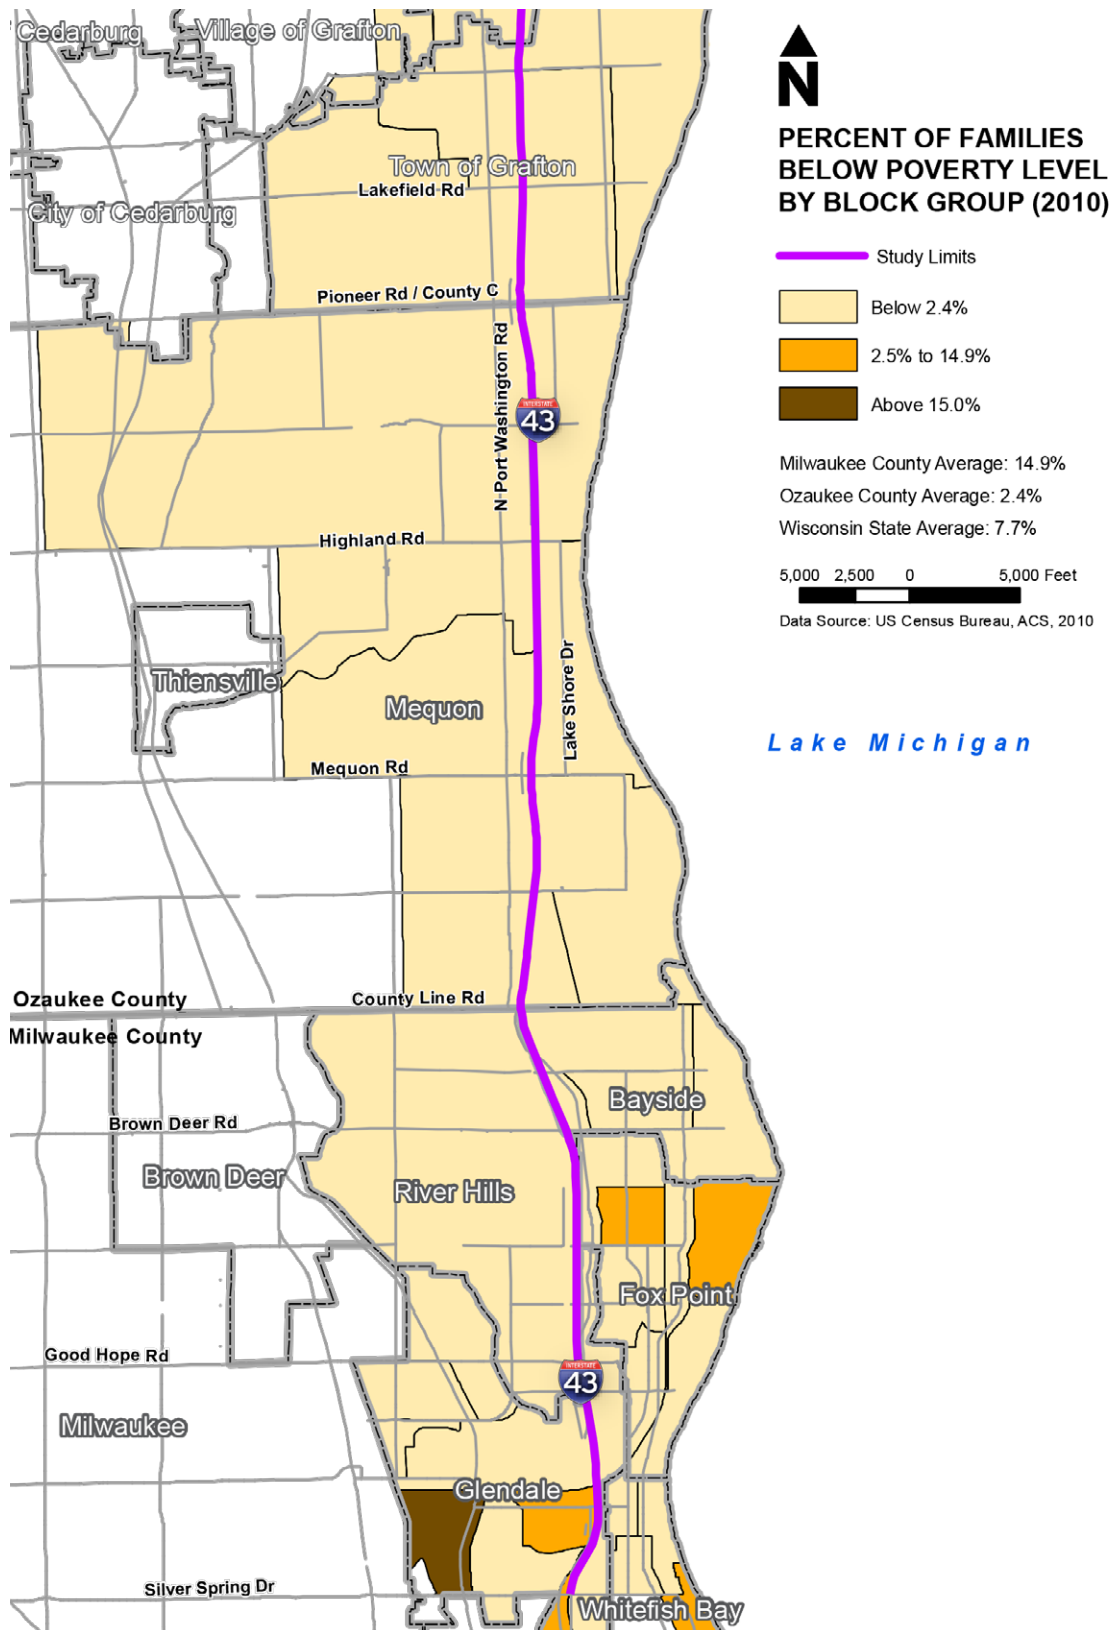 Cedarburg
Village of Grafton
N
PERCENT OF FAMILIES
BELOW POVERTY LEVEL
BY BLOCK GROUP (2010)
Town of Grafton
Lakefield Rd
City of Cedarburg
Study Limits
Pioneer Rd / County C
Below 2.4%
2.5% to 14.9%
Above 15.0%
N Port Washington Rd
INTERSTATE
43
Milwaukee County Average: 14.9%
Ozaukee County Average: 2.4%
Wisconsin State Average: 7.7%
Highland Rd
5,000 2,500 0 5,000 Feet
Data Source: US Census Bureau, ACS, 2010
Thiensville
Mequon
Lake Shore Dr
Lake Michigan
Mequon Rd
Ozaukee County
County Line Rd
Milwaukee County
Bayside
Brown Deer Rd
Brown Deer
River Hills
Fox Point
Good Hope Rd
INTERSTATE
43
Milwaukee
Glendale
Silver Spring Dr
Whitefish Bay